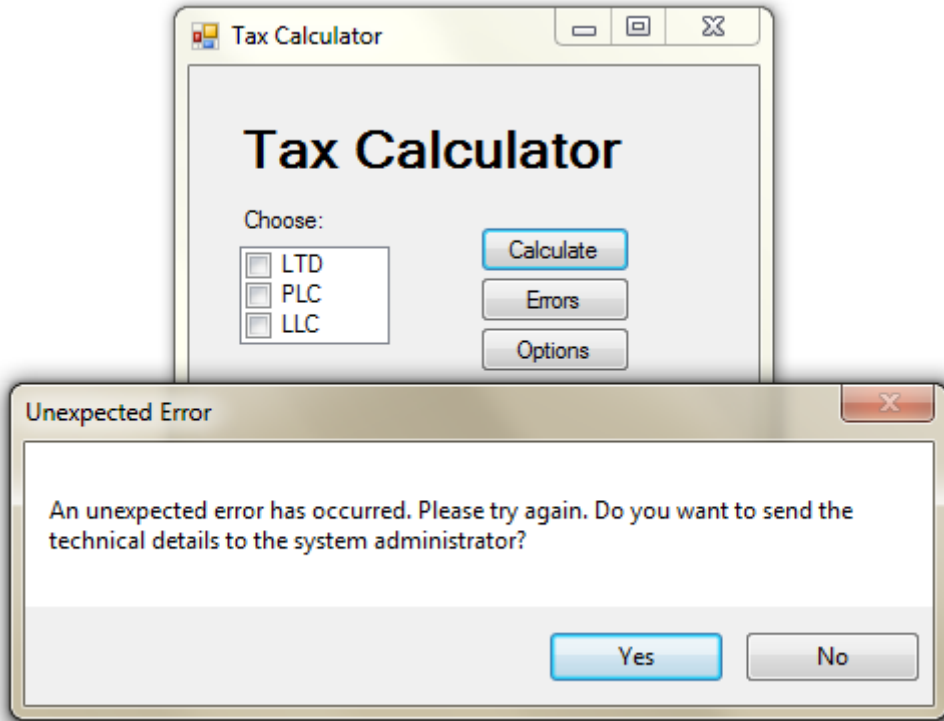 Tax Calculator
Tax Calculator
Choose:
LTD
PLC
LLC
Calculate
Errors
Options
Unexpected Error
An unexpected error has occurred. Please try again. Do you want to send the
technical details to the system administrator?
Yes
No